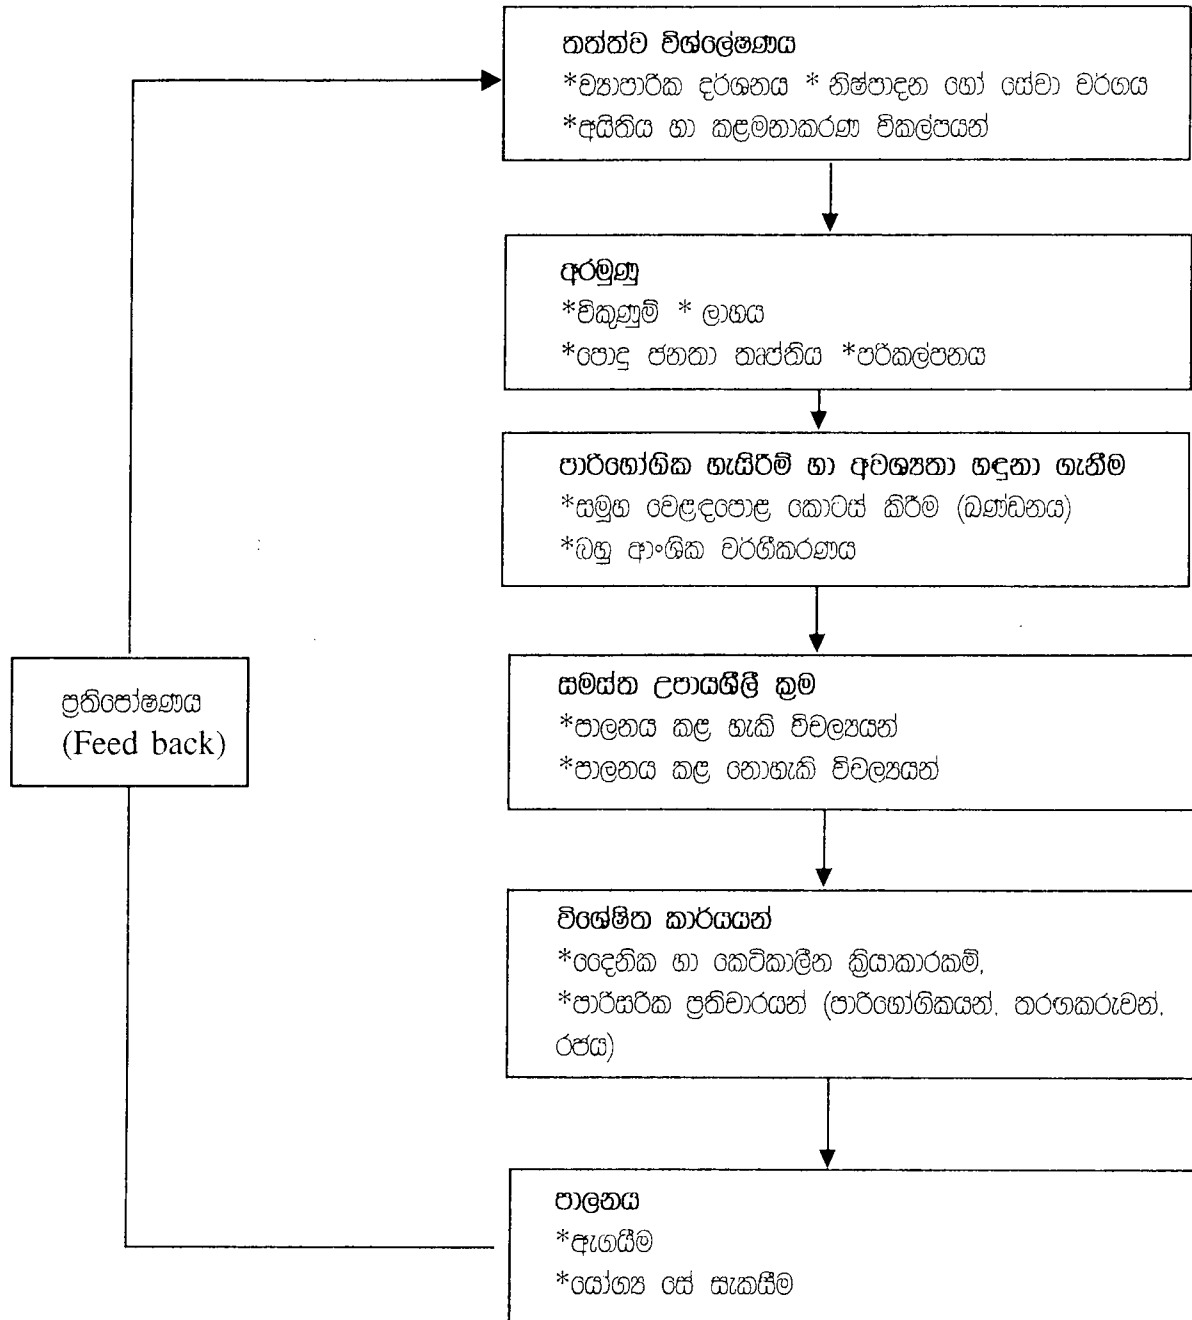 තත්ත්ව විශ්ලේෂණය
*ව්‍යාපාරික දර්ශනය * නිෂ්පාදන හෝ සේවා වර්ගය
*අයිතිය හා කළමනාකරණ විකල්පයන්
අරමුණු
*විකුණුම් * ලාභය
*පොදු ජනතා තෘප්තිය *පරිකල්පනය
පාරිභෝගික හැසිරීම් හා අවශ්‍යතා හඳුනා ගැනීම
*සමූහ වෙළඳපොළ කොටස් කිරීම (ඛණ්ඩනය)
*බහු ආංශික වර්ගීකරණය
සමස්ත උපායශීලී ක්‍රම
*පාලනය කළ හැකි විචල්‍යයන්
*පාලනය කළ නොහැකි විචල්‍යයන්
ප්‍රතිපෝෂණය
(Feed back)
විශේෂිත කාර්යයන්
*දෛනික හා කෙටිකාලීන ක්‍රියාකාරකම්,
*පාරිසරික ප්‍රතිචාරයන් (පාරිභෝගිකයන්, තරඟකරුවන්,
රජය)
පාලනය
*ඇගයීම
*යෝග්‍ය සේ සැකසීම